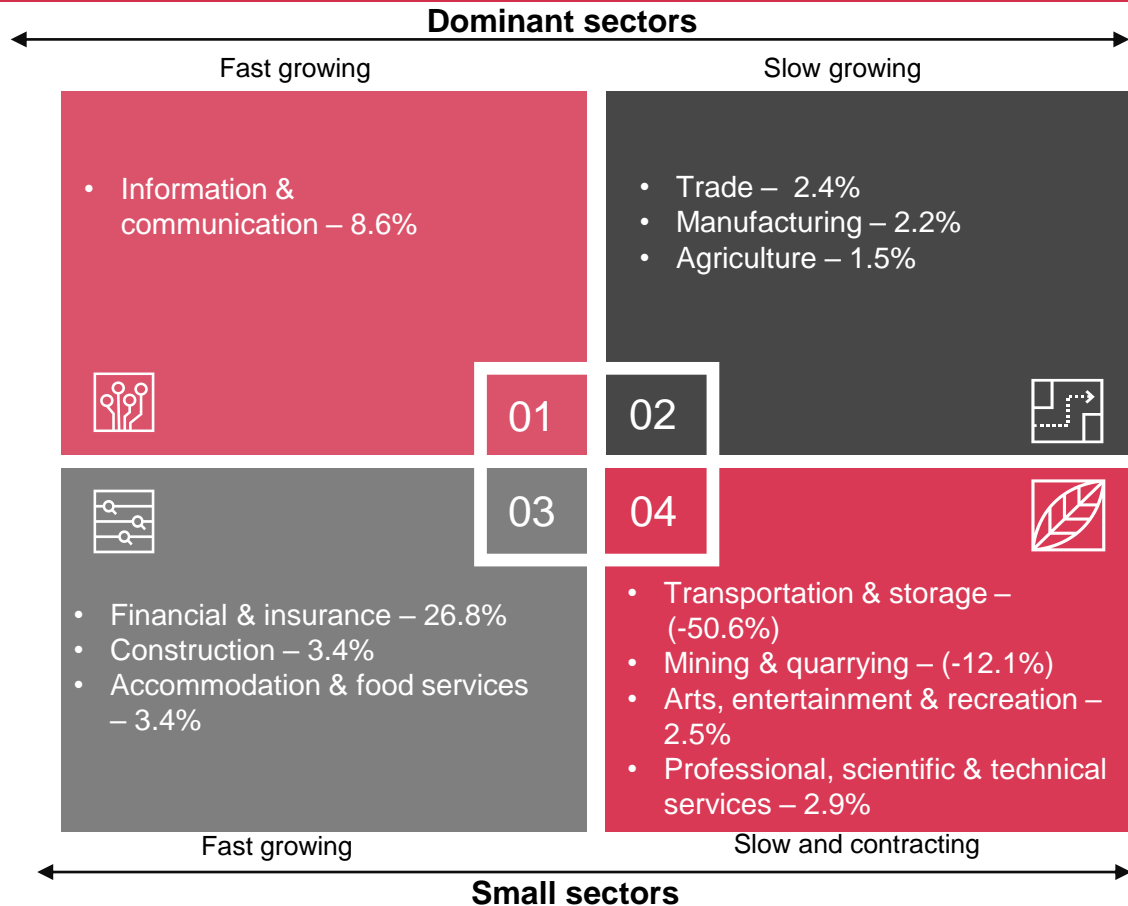 Dominant sectors
Fast growing
Slow growing
• Information &
communication – 8.6%
• Trade – 2.4%
• Manufacturing – 2.2%
• Agriculture – 1.5%
01
02
03
04
• Financial & insurance – 26.8%
• Construction – 3.4%
• Accommodation & food services
– 3.4%
• Transportation & storage –
(-50.6%)
• Mining & quarrying – (-12.1%)
• Arts, entertainment & recreation –
2.5%
• Professional, scientific & technical
services – 2.9%
Fast growing
Slow and contracting
Small sectors